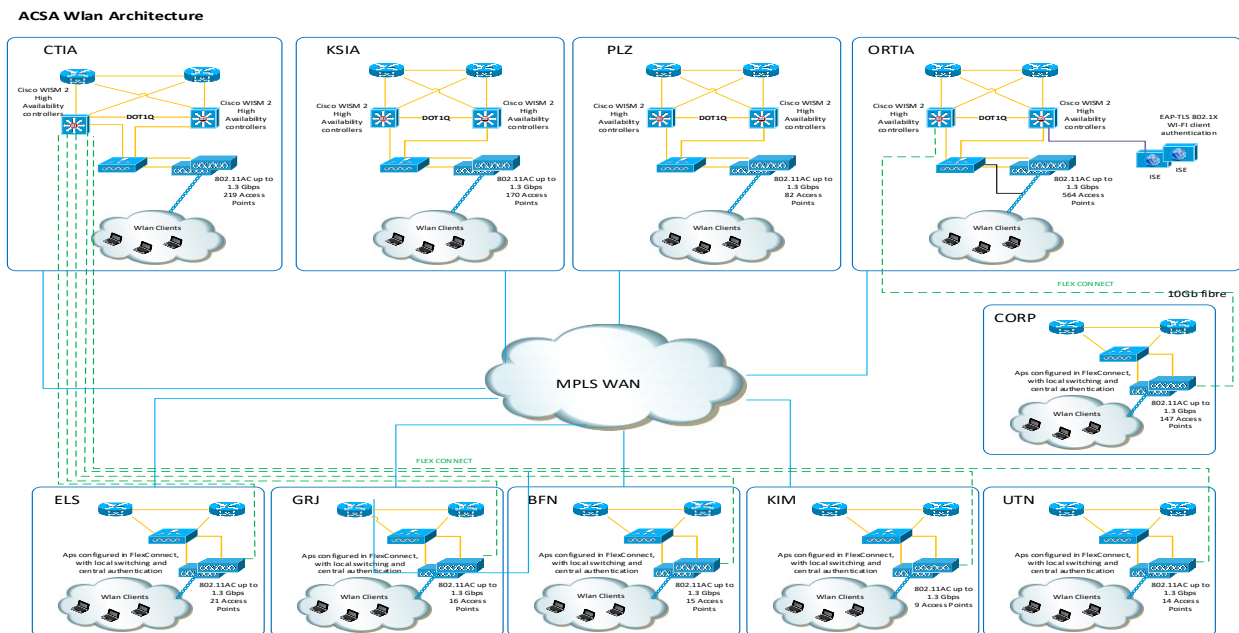 ACSA Wlan Architecture
CTIA
Cisco WISM 2
High
Availability
controllers
DOT1Q
Cisco WISM 2
High
Availability
controllers
802.11AC up to
1.3 Gbps
219 Access
Points
Wlan Clients
KSIA
Cisco WISM 2
High
Availability
controllers
DOT1Q
Cisco WISM 2
High
Availability
controllers
802.11AC up to
1.3 Gbps
170 Access
Points
Wlan Clients
PLZ
Cisco WISM 2
High
Availability
controllers
DOT1Q
Cisco WISM 2
High
Availability
controllers
802.11AC up to
1.3 Gbps
82 Access
Points
Wlan Clients
ORTIA
Cisco WISM 2
High
Availability
controllers
DOT1Q
Cisco WISM 2
High
Availability
controllers
EAP-TLS 802.1X
WI-FI client
authentication
ISE
ISE
802.11AC up to
1.3 Gbps
564 Access
Points
Wlan Clients
FLEX CONNECT
10Gb fibre
MPLS WAN
CORP
Aps configured in FlexConnect,
with local switching and
central authentication
802.11AC up to
1.3 Gbps
147 Access
Points
Wlan Clients
FLEX CONNECT
ELS
Aps configured in FlexConnect,
with local switching and
central authentication
802.11AC up to
1.3 Gbps
21 Access
Points
Wlan Clients
GRJ
Aps configured in FlexConnect,
with local switching and
central authentication
802.11AC up to
1.3 Gbps
16 Access
Points
Wlan Clients
BFN
Aps configured in FlexConnect,
with local switching and
central authentication
802.11AC up to
1.3 Gbps
15 Access
Points
Wlan Clients
KIM
Aps configured in FlexConnect,
with local switching and
central authentication
802.11AC up to
1.3 Gbps
9 Access Points
Wlan Clients
UTN
Aps configured in FlexConnect,
with local switching and
central authentication
802.11AC up to
1.3 Gbps
14 Access
Points
Wlan Clients